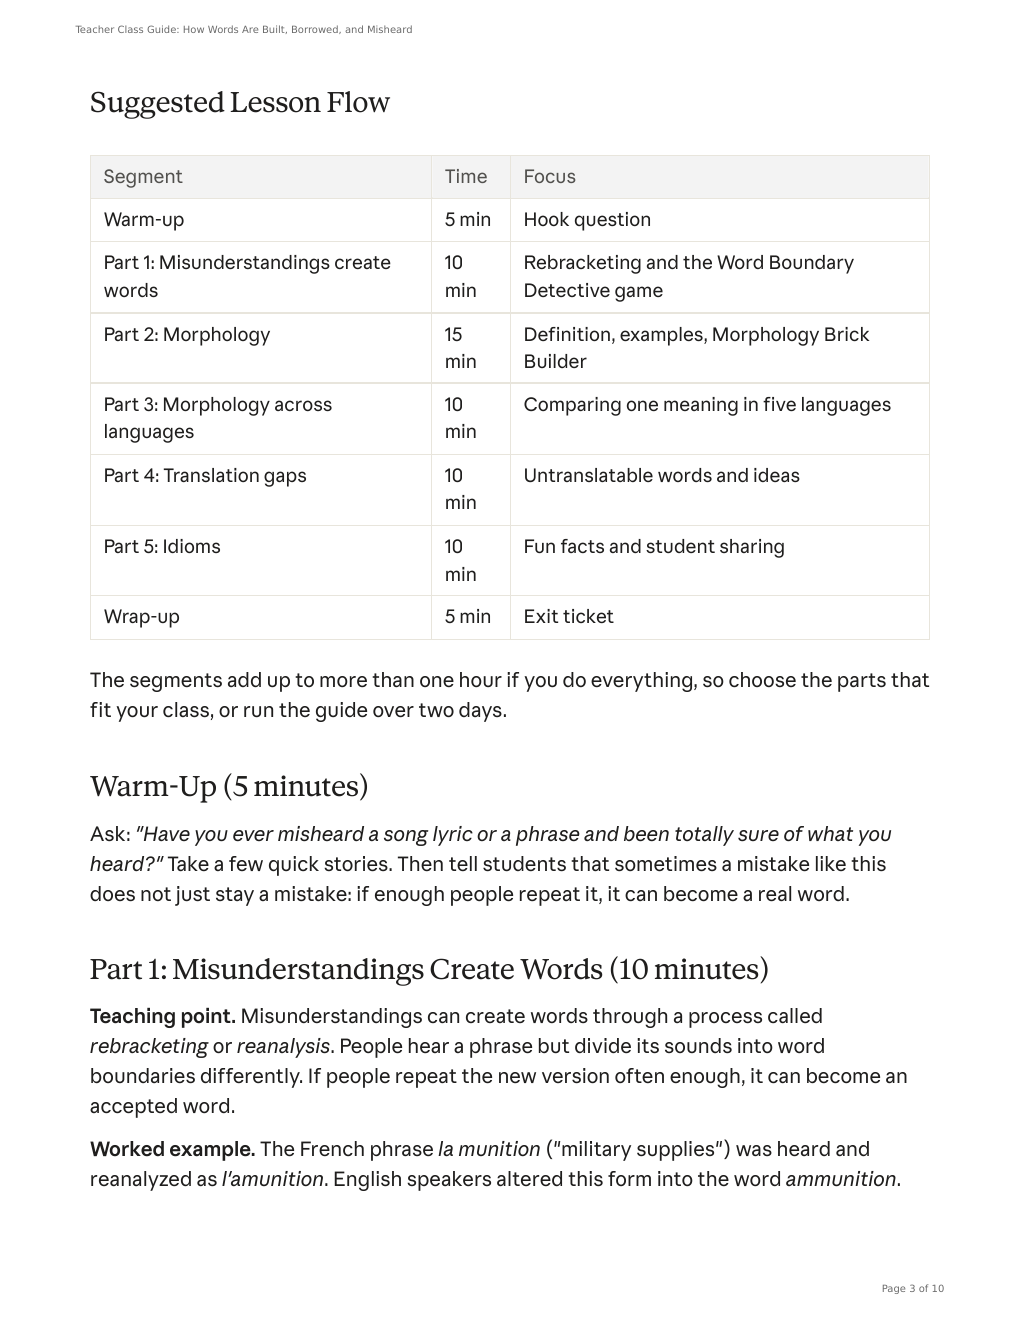 Teacher Class Guide: How Words Are Built, Borrowed, and Misheard
Suggested Lesson Flow
Segment Time Focus
Warm-up 5 min Hook question
Part 1: Misunderstandings create 10 Rebracketing and the Word Boundary
words min Detective game
Part 2: Morphology 15 Definition, examples, Morphology Brick
min Builder
Part 3: Morphology across 10 Comparing one meaning in five languages
languages min
Part 4: Translation gaps 10 Untranslatable words and ideas
min
Part 5: Idioms 10 Fun facts and student sharing
min
Wrap-up 5 min Exit ticket
The segments add up to more than one hour if you do everything, so choose the parts that
fit your class, or run the guide over two days.
Warm-Up (5 minutes)
Ask: "Have you ever misheard a song lyric or a phrase and been totally sure of what you
heard?" Take a few quick stories. Then tell students that sometimes a mistake like this
does not just stay a mistake: if enough people repeat it, it can become a real word.
Part 1: Misunderstandings Create Words (10 minutes)
Teaching point. Misunderstandings can create words through a process called
rebracketing or reanalysis. People hear a phrase but divide its sounds into word
boundaries differently. If people repeat the new version often enough, it can become an
accepted word.
Worked example. The French phrase la munition ("military supplies") was heard and
reanalyzed as l'amunition. English speakers altered this form into the word ammunition.
Page 3 of 10